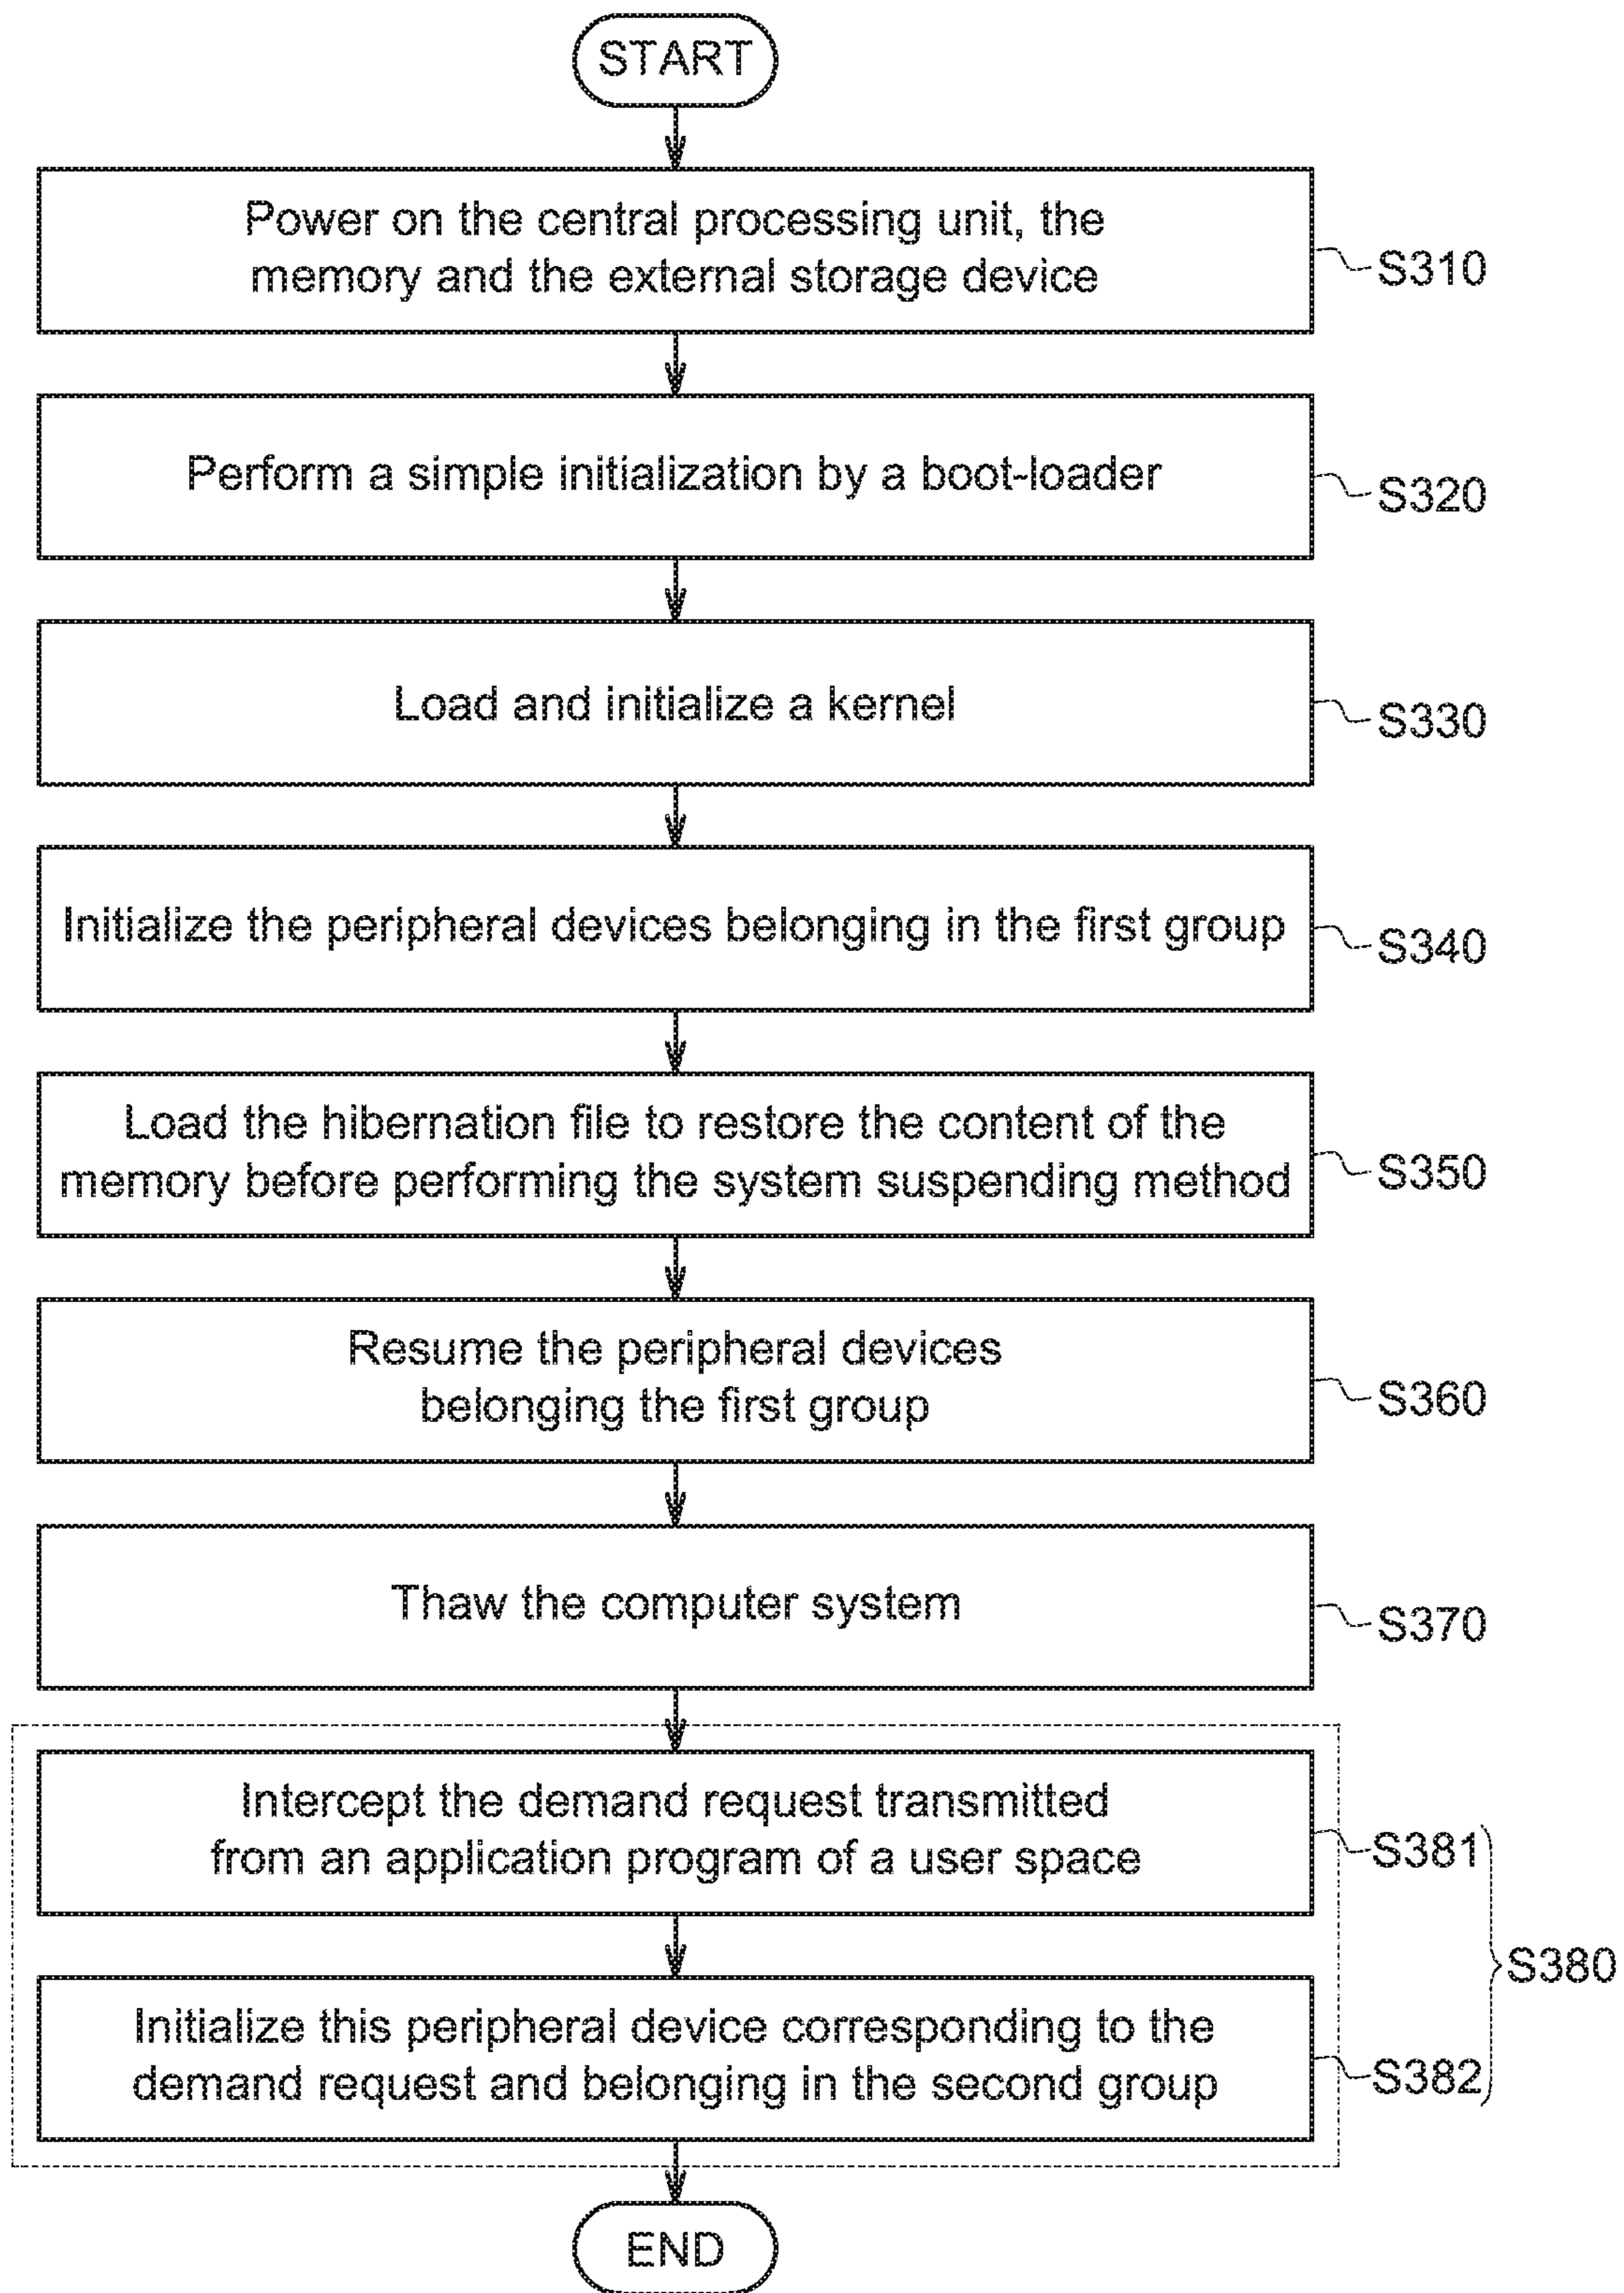 START
Power on the central processing unit, the
memory and the external storage device
S310
Perform a simple initialization by a boot-loader
S320
Load and initialize a kernel
S330
Initialize the peripheral devices belonging in the first group
S340
Load the hibernation file to restore the content of the
memory before performing the system suspending method
S350
Resume the peripheral devices
belonging the first group
S360
Thaw the computer system
S370
Intercept the demand request transmitted
from an application program of a user space
S381
S380
Initialize this peripheral device corresponding to the
demand request and belonging in the second group
S382
END